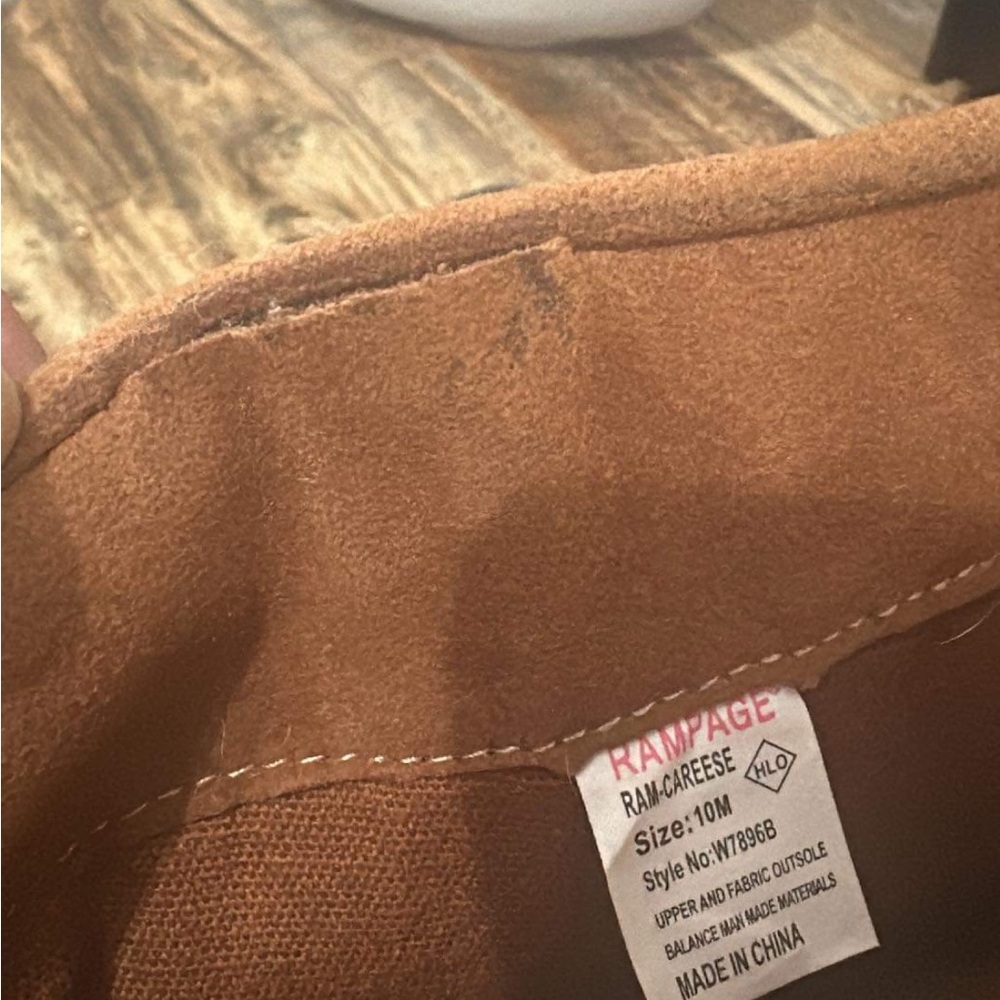 RAMPAGE
RAM-CAREESE HLO
Size:10M
Style No:W7896B
UPPER AND FABRIC OUTSOLE
BALANCE MAN MADE MATERIALS
MADE IN CHINA